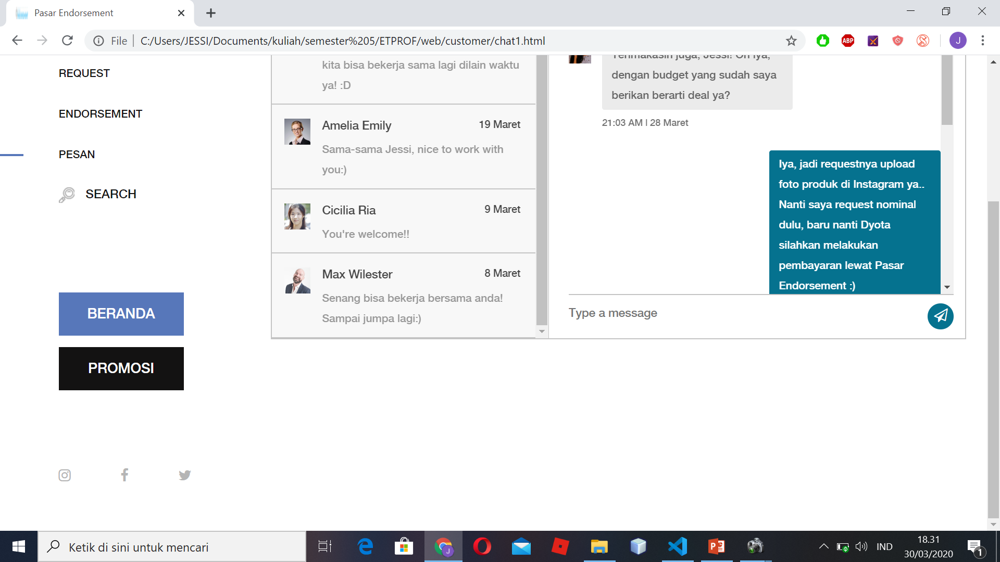 Pasar Endorsement
File
C:/Users/JESSI/Documents/kuliah/semester%205/ETPROF/web/customer/chat1.html
ABP
J
REQUEST
ENDORSEMENT
PESAN
SEARCH
BERANDA
PROMOSI
kita bisa bekerja sama lagi dilain waktu
ya! :D
Amelia Emily
19 Maret
Sama-sama Jessi, nice to work with
you:)
Cicilia Ria
9 Maret
You're welcome!!
Max Wilester
8 Maret
Senang bisa bekerja bersama anda!
Sampai jumpa lagi:)
Terimakasih juga, Jessi! Oh iya,
dengan budget yang sudah saya
berikan berarti deal ya?
21:03 AM | 28 Maret
Iya, jadi requestnya upload
foto produk di Instagram ya..
Nanti saya request nominal
dulu, baru nanti Dyota
silahkan melakukan
pembayaran lewat Pasar
Endorsement :)
Type a message
Ketik di sini untuk mencari
J
IND
18.31
30/03/2020
1